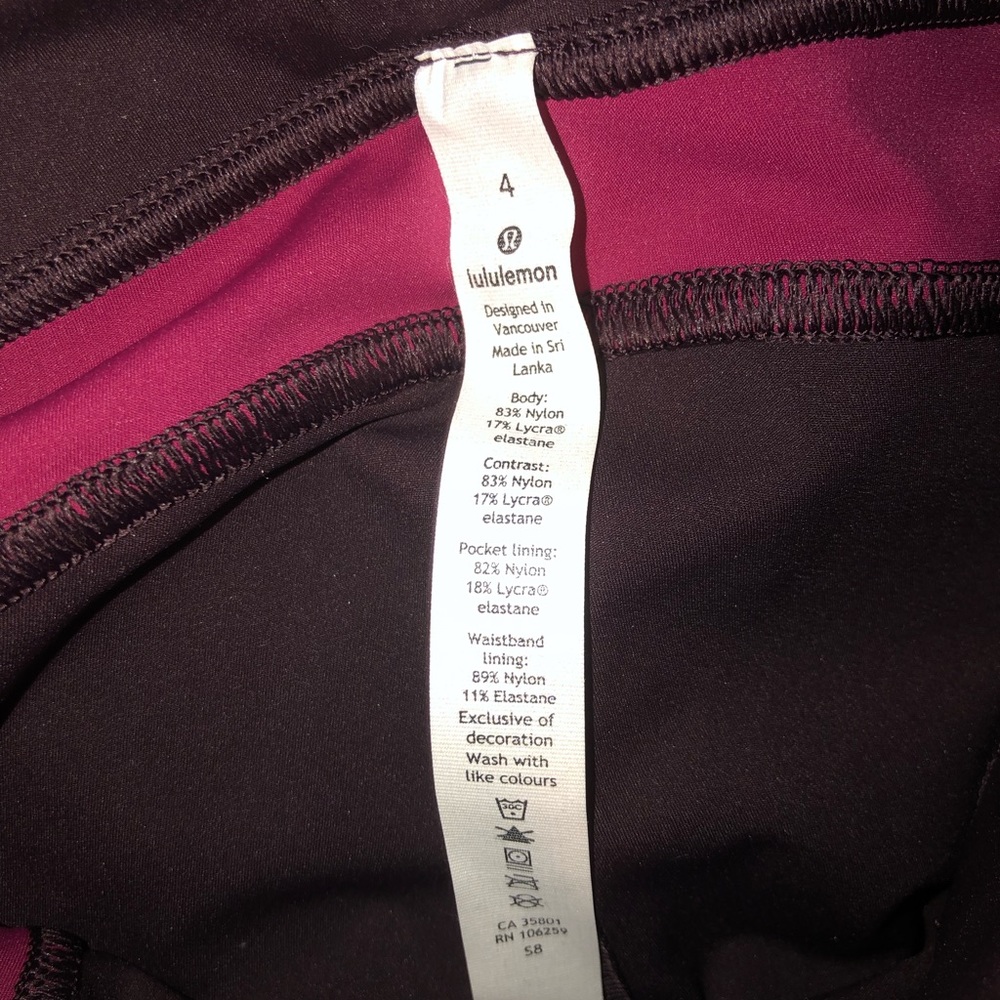 4
lululemon
Designed in
Vancouver
Made in Sri
Lanka
Body:
83% Nylon
17% Lycra®
elastane
Contrast:
83% Nylon
17% Lycra®
elastane
Pocket lining:
82% Nylon
18% Lycra®
elastane
Waistband
lining:
89% Nylon
11% Elastane
Exclusive of
decoration
Wash with
like colours
30C
CA 35801
RN 106259
S8